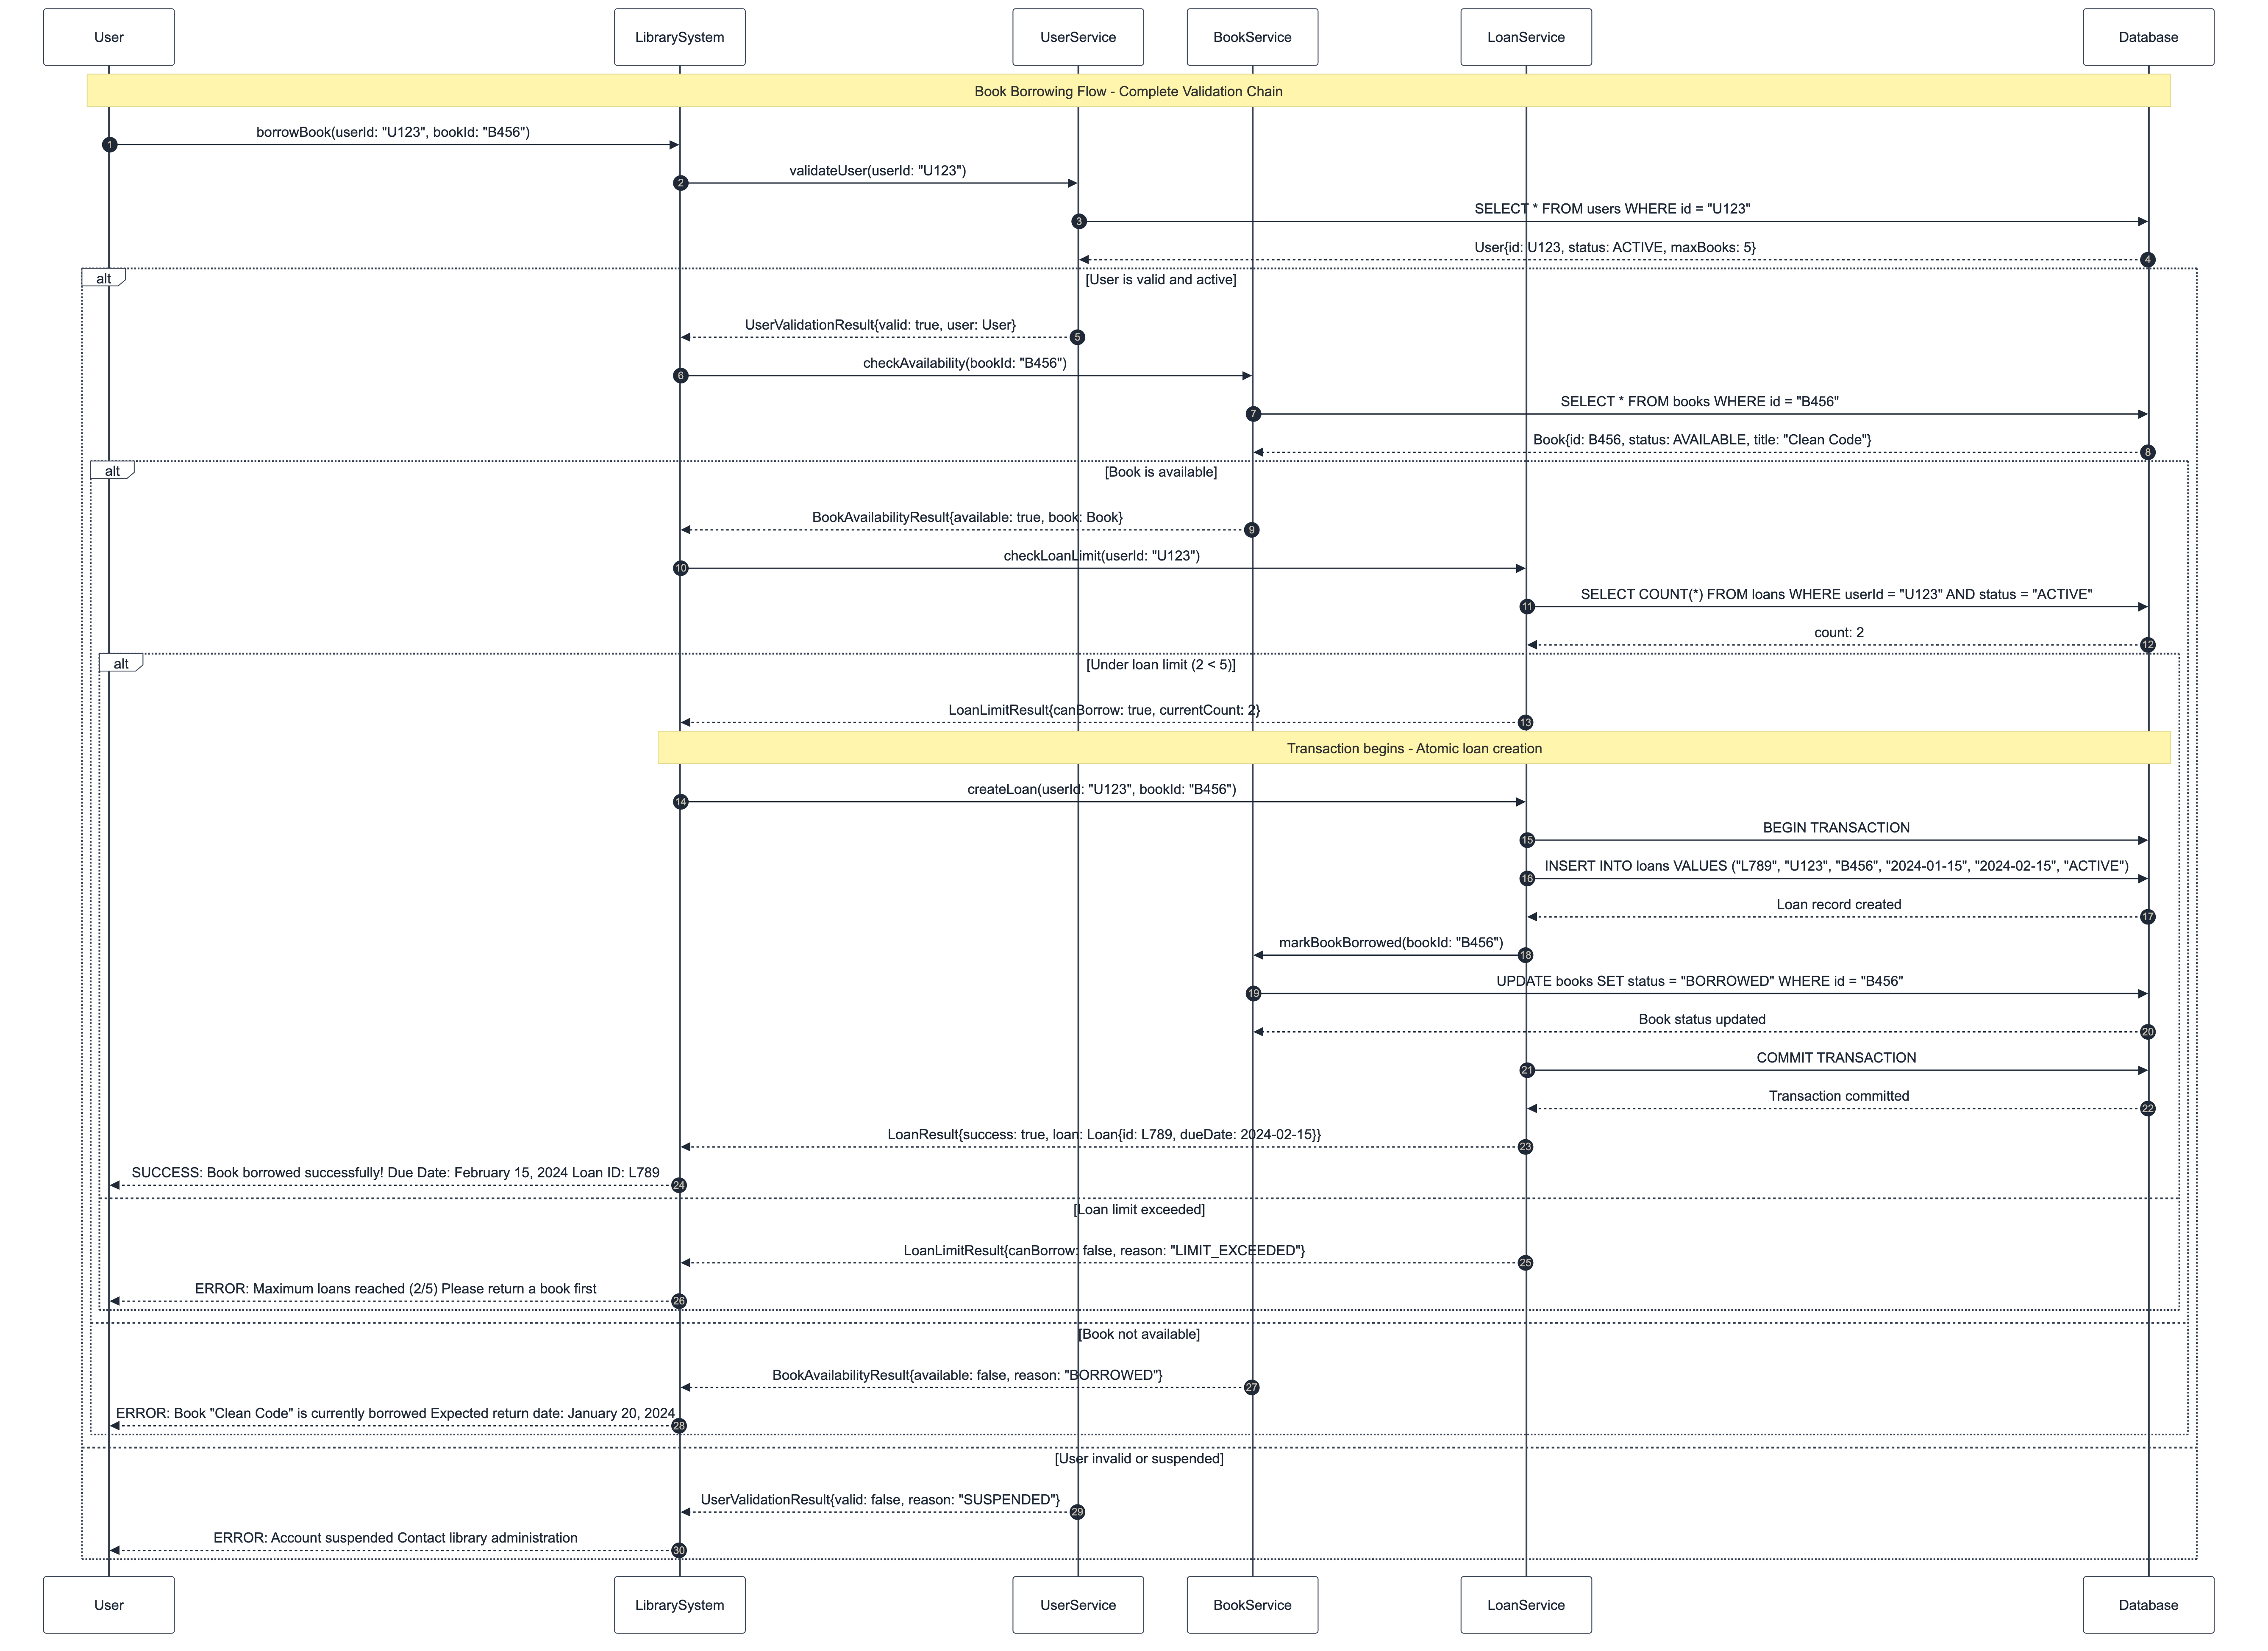 User
LibrarySystem
UserService
BookService
LoanService
Database
Book Borrowing Flow - Complete Validation Chain
borrowBook(userId: "U123", bookId: "B456")
1
validateUser(userId: "U123")
2
SELECT * FROM users WHERE id = "U123"
3
User{id: U123, status: ACTIVE, maxBooks: 5}
4
alt
[User is valid and active]
UserValidationResult{valid: true, user: User}
5
checkAvailability(bookId: "B456")
6
SELECT * FROM books WHERE id = "B456"
7
Book{id: B456, status: AVAILABLE, title: "Clean Code"}
8
alt
[Book is available]
BookAvailabilityResult{available: true, book: Book}
9
checkLoanLimit(userId: "U123")
10
SELECT COUNT(*) FROM loans WHERE userId = "U123" AND status = "ACTIVE"
11
count: 2
12
alt
[Under loan limit (2 < 5)]
LoanLimitResult{canBorrow: true, currentCount: 2}
13
Transaction begins - Atomic loan creation
createLoan(userId: "U123", bookId: "B456")
14
BEGIN TRANSACTION
15
INSERT INTO loans VALUES ("L789", "U123", "B456", "2024-01-15", "2024-02-15", "ACTIVE")
16
Loan record created
17
markBookBorrowed(bookId: "B456")
18
UPDATE books SET status = "BORROWED" WHERE id = "B456"
19
Book status updated
20
COMMIT TRANSACTION
21
Transaction committed
22
LoanResult{success: true, loan: Loan{id: L789, dueDate: 2024-02-15}}
23
SUCCESS: Book borrowed successfully! Due Date: February 15, 2024 Loan ID: L789
24
[Loan limit exceeded]
LoanLimitResult{canBorrow: false, reason: "LIMIT_EXCEEDED"}
25
ERROR: Maximum loans reached (2/5) Please return a book first
26
[Book not available]
BookAvailabilityResult{available: false, reason: "BORROWED"}
27
ERROR: Book "Clean Code" is currently borrowed Expected return date: January 20, 2024
28
[User invalid or suspended]
UserValidationResult{valid: false, reason: "SUSPENDED"}
29
ERROR: Account suspended Contact library administration
30
User
LibrarySystem
UserService
BookService
LoanService
Database